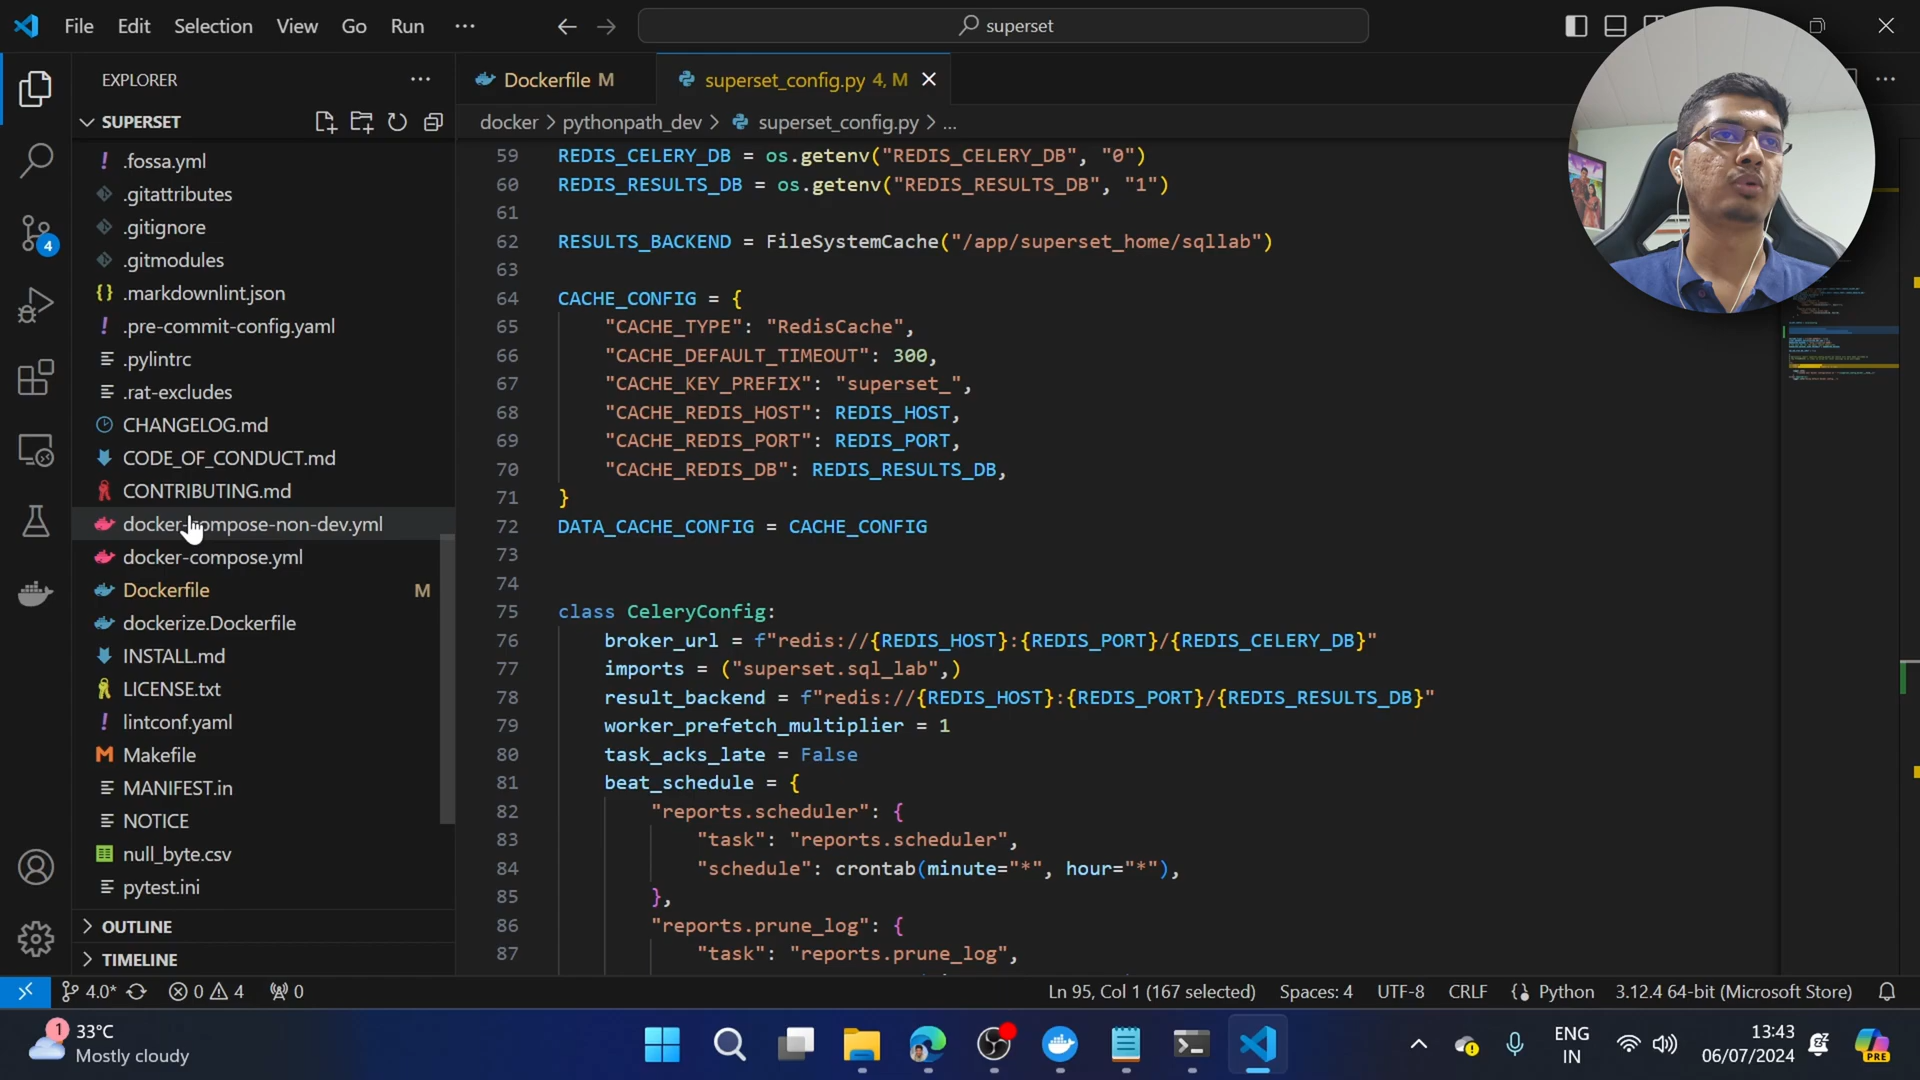 File Edit Selection View Go Run ··· superset
EXPLORER ···
Dockerfile M
superset_config.py 4, M
SUPERSET
docker > pythonpath_dev > superset_config.py > ...
.fossa.yml
.gitattributes
.gitignore
.gitmodules
{} .markdownlint.json
! .pre-commit-config.yaml
.pylintrc
.rat-excludes
CHANGELOG.md
CODE_OF_CONDUCT.md
CONTRIBUTING.md
docker-compose-non-dev.yml
docker-compose.yml
Dockerfile M
dockerize.Dockerfile
INSTALL.md
LICENSE.txt
! lintconf.yaml
M Makefile
MANIFEST.in
NOTICE
null_byte.csv
pytest.ini
OUTLINE
TIMELINE
4
59 REDIS_CELERY_DB = os.getenv("REDIS_CELERY_DB", "0")
60 REDIS_RESULTS_DB = os.getenv("REDIS_RESULTS_DB", "1")
61
62 RESULTS_BACKEND = FileSystemCache("/app/superset_home/sqllab")
63
64 CACHE_CONFIG = {
65 "CACHE_TYPE": "RedisCache",
66 "CACHE_DEFAULT_TIMEOUT": 300,
67 "CACHE_KEY_PREFIX": "superset_",
68 "CACHE_REDIS_HOST": REDIS_HOST,
69 "CACHE_REDIS_PORT": REDIS_PORT,
70 "CACHE_REDIS_DB": REDIS_RESULTS_DB,
71 }
72 DATA_CACHE_CONFIG = CACHE_CONFIG
73
74
75 class CeleryConfig:
76 broker_url = f"redis://{REDIS_HOST}:{REDIS_PORT}/{REDIS_CELERY_DB}"
77 imports = ("superset.sql_lab",)
78 result_backend = f"redis://{REDIS_HOST}:{REDIS_PORT}/{REDIS_RESULTS_DB}"
79 worker_prefetch_multiplier = 1
80 task_acks_late = False
81 beat_schedule = {
82 "reports.scheduler": {
83 "task": "reports.scheduler",
84 "schedule": crontab(minute="*", hour="*"),
85 },
86 "reports.prune_log": {
87 "task": "reports.prune_log",
4.0* 0 4 0 Ln 95, Col 1 (167 selected) Spaces: 4 UTF-8 CRLF Python 3.12.4 64-bit (Microsoft Store)
1 33°C
Mostly cloudy
ENG
IN
13:43
06/07/2024
PRE